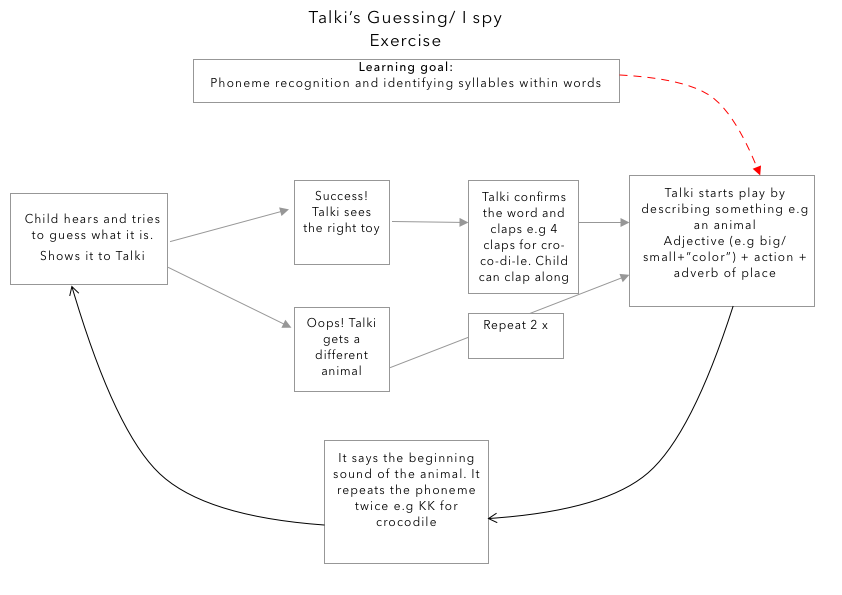 Talki's Guessing/ I spy
Exercise
Learning goal:
Phoneme recognition and identifying syllables within words
Child hears and tries
to guess what it is.
Shows it to Talki
Success!
Talki sees
the right toy
Talki confirms
the word and
claps e.g 4
claps for cro-
co-di-le. Child
can clap along
Talki starts play by
describing something e.g
an animal
Adjective (e.g big/
small+"color") + action +
adverb of place
Oops! Talki
gets a
different
animal
Repeat 2 x
It says the beginning
sound of the animal. It
repeats the phoneme
twice e.g KK for
crocodile